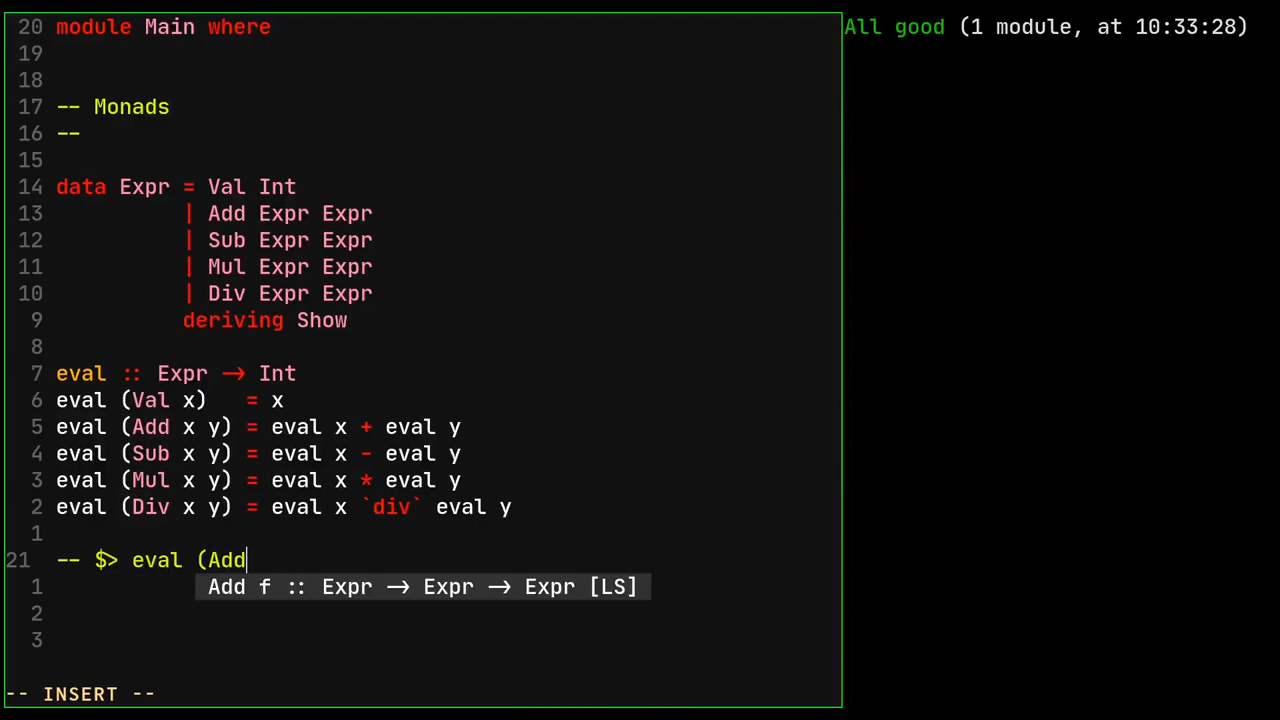 20 module Main where
19
18
17 -- Monads
16 --
15
14 data Expr = Val Int
13 | Add Expr Expr
12 | Sub Expr Expr
11 | Mul Expr Expr
10 | Div Expr Expr
9 deriving Show
8
7 eval :: Expr → Int
6 eval (Val x) = x
5 eval (Add x y) = eval x + eval y
4 eval (Sub x y) = eval x - eval y
3 eval (Mul x y) = eval x * eval y
2 eval (Div x y) = eval x `div` eval y
1
21 -- $> eval (Add
1 Add f :: Expr → Expr → Expr [LS]
2
3
-- INSERT --
All good (1 module, at 10:33:28)